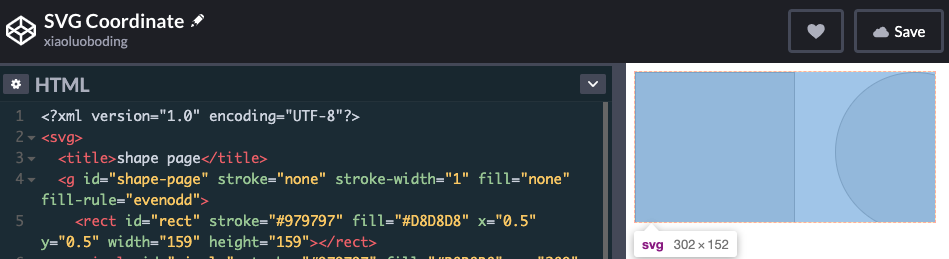 SVG Coordinate
xiaoluoboding
Save
HTML
1 <?xml version="1.0" encoding="UTF-8"?>
2 <svg>
3 <title>shape page</title>
4 <g id="shape-page" stroke="none" stroke-width="1" fill="none"
fill-rule="evenodd">
5 <rect id="rect" stroke="#979797" fill="#D8D8D8" x="0.5"
y="0.5" width="159" height="159"></rect>
svg 302 × 152